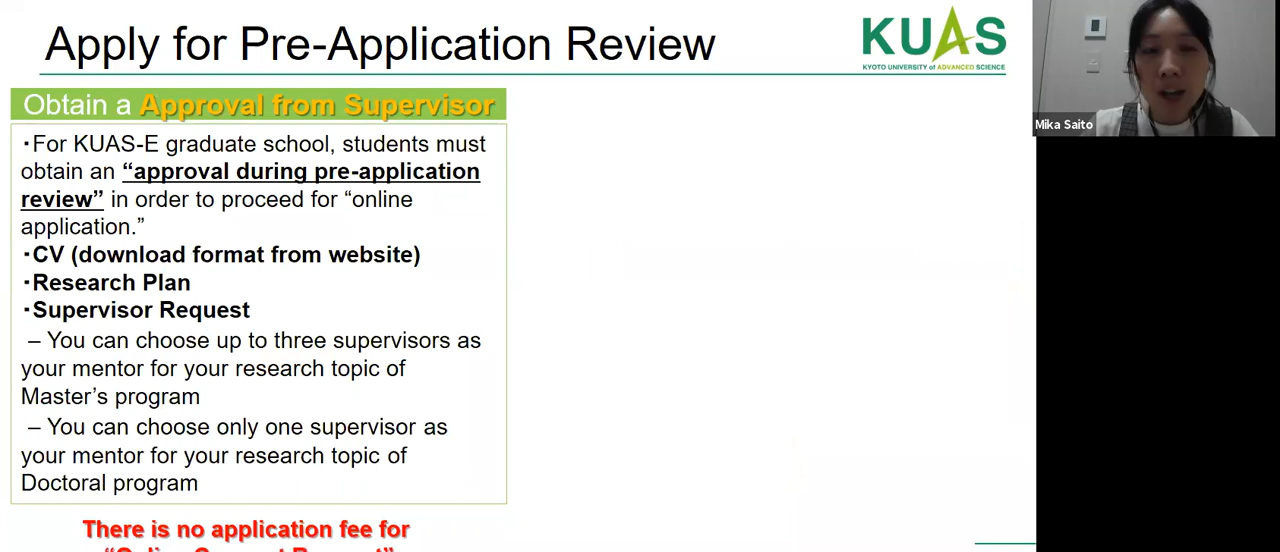 Apply for Pre-Application Review
KUAS
KYOTO UNIVERSITY of ADVANCED SCIENCE
Mika Saito
Obtain a Approval from Supervisor
・For KUAS-E graduate school, students must
obtain an “approval during pre-application
review” in order to proceed for “online
application.”
・CV (download format from website)
・Research Plan
・Supervisor Request
– You can choose up to three supervisors as
your mentor for your research topic of
Master’s program
– You can choose only one supervisor as
your mentor for your research topic of
Doctoral program
There is no application fee for
“Online Consent Request”